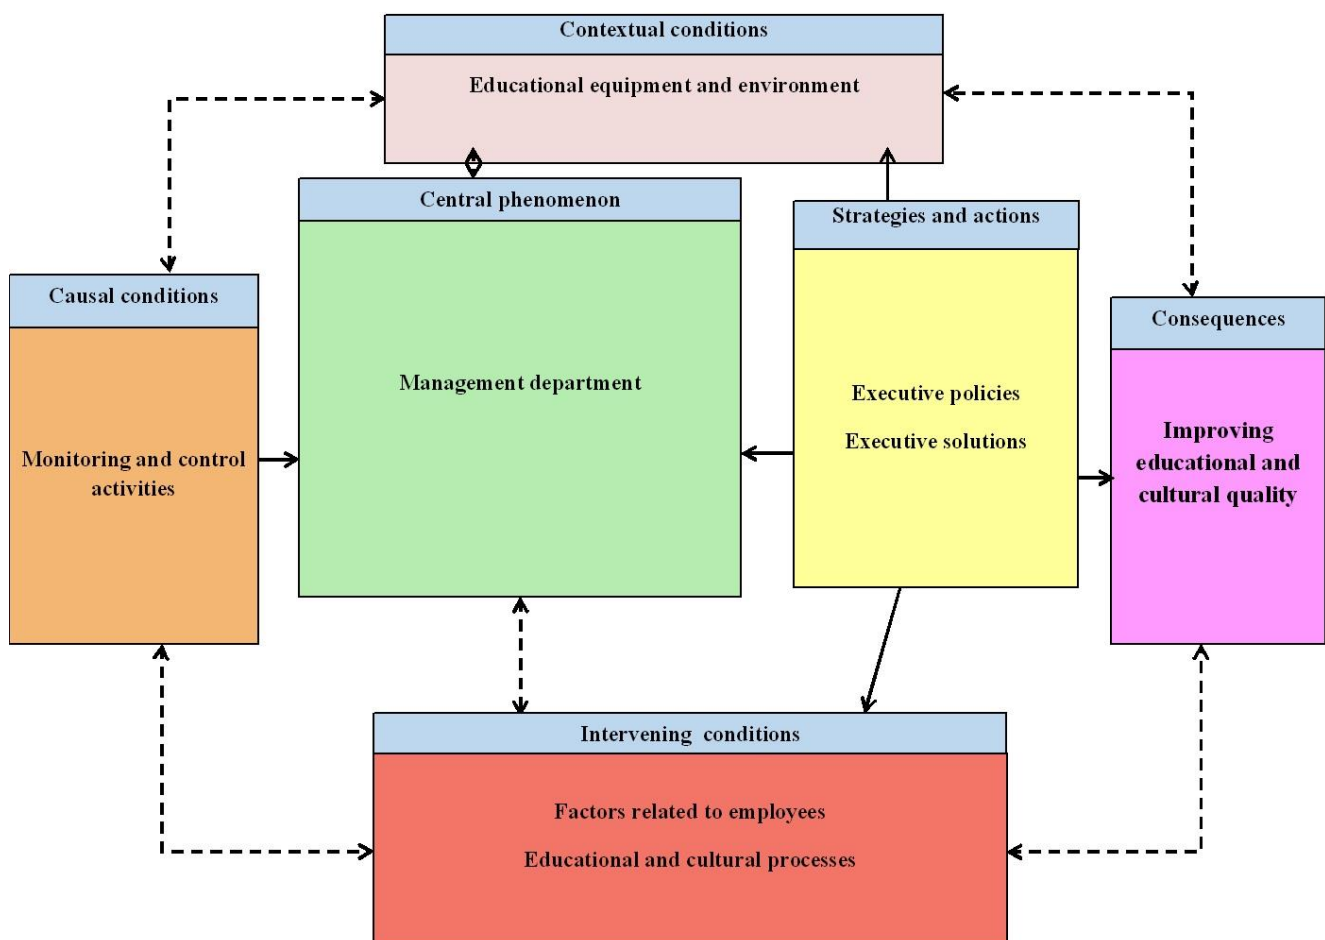 Contextual conditions
Educational equipment and environment
Central phenomenon
Management department
Strategies and actions
Executive policies
Executive solutions
Causal conditions
Monitoring and control
activities
Consequences
Improving
educational and
cultural quality
Intervening conditions
Factors related to employees
Educational and cultural processes